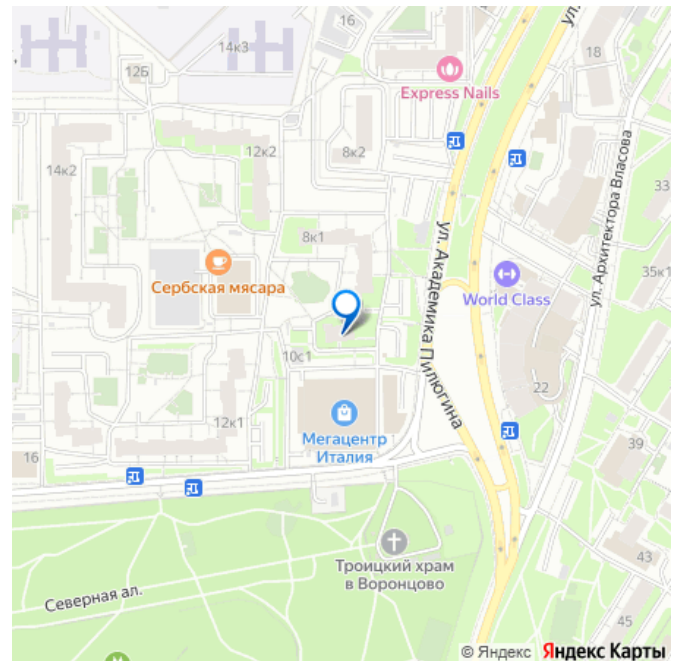 16
ул.
14к3
18
12Б
Express Nails
12к2
8к2
14к2
ул. Архитектора Власова
33
ул. Академика Пилюгина
8к1
35к1
Сербская мясара
World Class
10с1
22
12к1
Мегацентр
Италия
39
16
Троицкий храм
в Воронцово
43
Северная ал.
45
© Яндекс Яндекс Карты